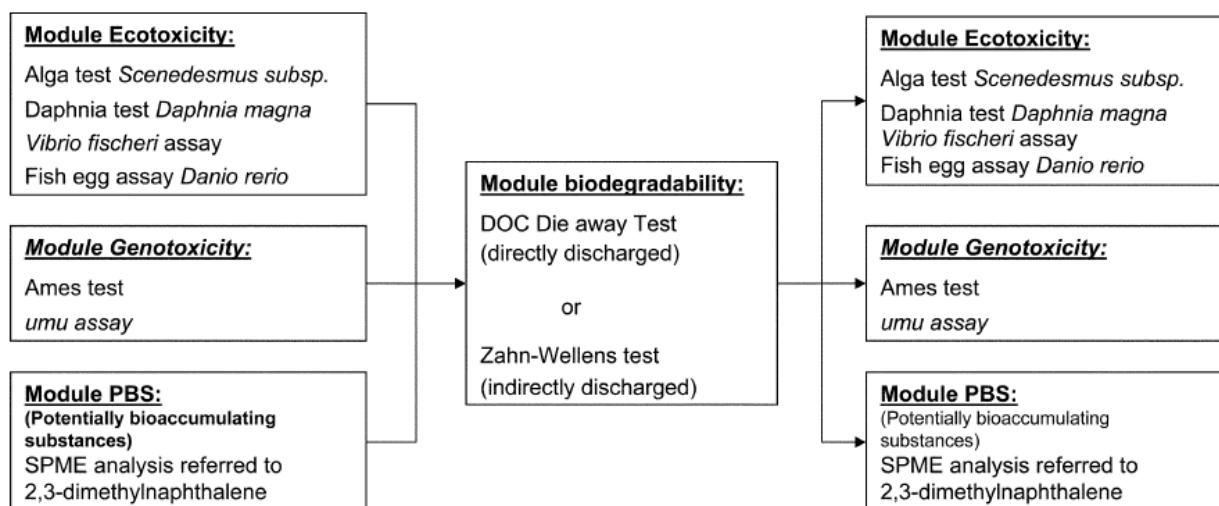 Module Ecotoxicity:
Alga test Scenedesmus subsp.
Daphnia test Daphnia magna
Vibrio fischeri assay
Fish egg assay Danio rerio
Module Genotoxicity:
Ames test
umu assay
Module PBS:
(Potentially bioaccumulating
substances)
SPME analysis referred to
2,3-dimethylnaphthalene
Module biodegradability:
DOC Die away Test
(directly discharged)
or
Zahn-Wellens test
(indirectly discharged)
Module Ecotoxicity:
Alga test Scenedesmus subsp.
Daphnia test Daphnia magna
Vibrio fischeri assay
Fish egg assay Danio rerio
Module Genotoxicity:
Ames test
umu assay
Module PBS:
(Potentially bioaccumulating
substances)
SPME analysis referred to
2,3-dimethylnaphthalene